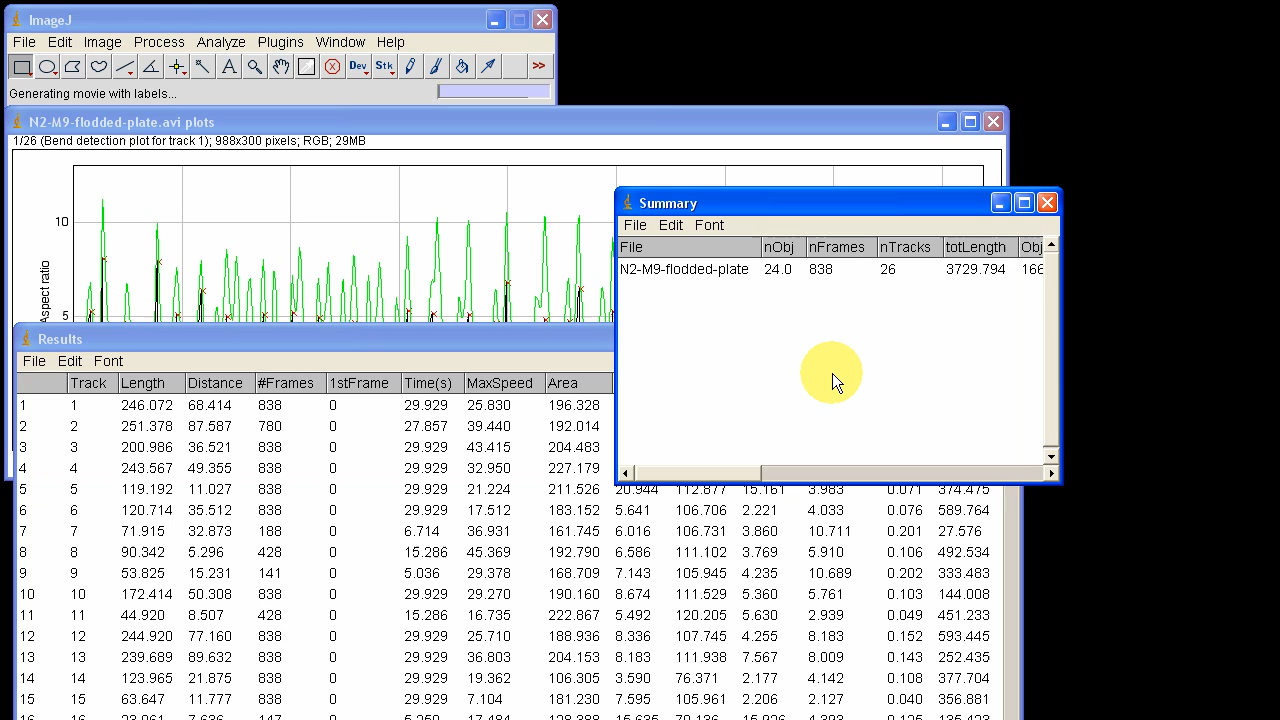 ImageJ
File Edit Image Process Analyze Plugins Window Help
A Dev Stk >>
Generating movie with labels...
N2-M9-flodded-plate.avi plots
1/26 (Bend detection plot for track 1); 988x300 pixels; RGB; 29MB
10
Aspect ratio
5
Summary
File Edit Font
File nObj nFrames nTracks totLength Obj
N2-M9-flodded-plate 24.0 838 26 3729.794 166
Results
File Edit Font
Track Length Distance #Frames 1stFrame Time(s) MaxSpeed Area
1 1 246.072 68.414 838 0 29.929 25.830 196.328
2 2 251.378 87.587 780 0 27.857 39.440 192.014
3 3 200.986 36.521 838 0 29.929 43.415 204.483
4 4 243.567 49.355 838 0 29.929 32.950 227.179
5 5 119.192 11.027 838 0 29.929 21.224 211.526 20.944 112.877 15.161 3.983 0.071 374.475
6 6 120.714 35.512 838 0 29.929 17.512 183.152 5.641 106.706 2.221 4.033 0.076 589.764
7 7 71.915 32.873 188 0 6.714 36.931 161.745 6.016 106.731 3.860 10.711 0.201 27.576
8 8 90.342 5.296 428 0 15.286 45.369 192.790 6.586 111.102 3.769 5.910 0.106 492.534
9 9 53.825 15.231 141 0 5.036 29.378 168.709 7.143 105.945 4.235 10.689 0.202 333.483
10 10 172.414 50.308 838 0 29.929 29.270 190.160 8.674 111.529 5.360 5.761 0.103 144.008
11 11 44.920 8.507 428 0 15.286 16.735 222.867 5.492 120.205 5.630 2.939 0.049 451.233
12 12 244.920 77.160 838 0 29.929 25.710 188.936 8.336 107.745 4.255 8.183 0.152 593.445
13 13 239.689 89.632 838 0 29.929 36.803 204.153 8.183 111.938 7.567 8.009 0.143 252.435
14 14 123.965 21.875 838 0 29.929 19.362 106.305 3.590 76.371 2.177 4.142 0.108 377.704
15 15 63.647 11.777 838 0 29.929 7.104 181.230 7.595 105.961 2.206 2.127 0.040 356.881